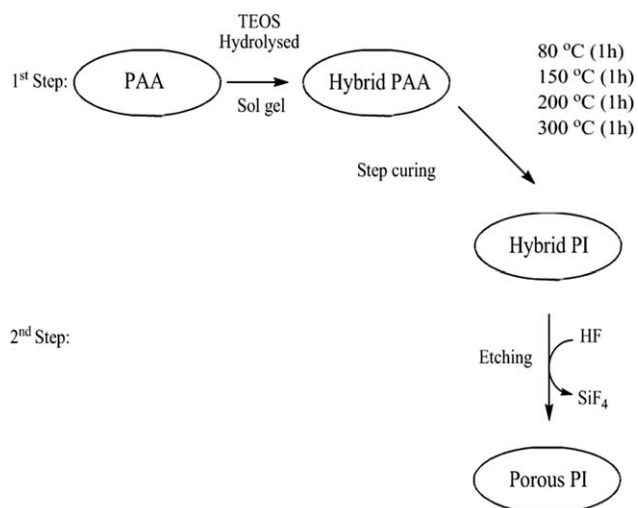 TEOS
Hydrolysed
1st Step:
PAA
Sol gel
Hybrid PAA
80 °C (1h)
150 °C (1h)
200 °C (1h)
300 °C (1h)
Step curing
Hybrid PI
2nd Step:
Etching
HF
SiF4
Porous PI